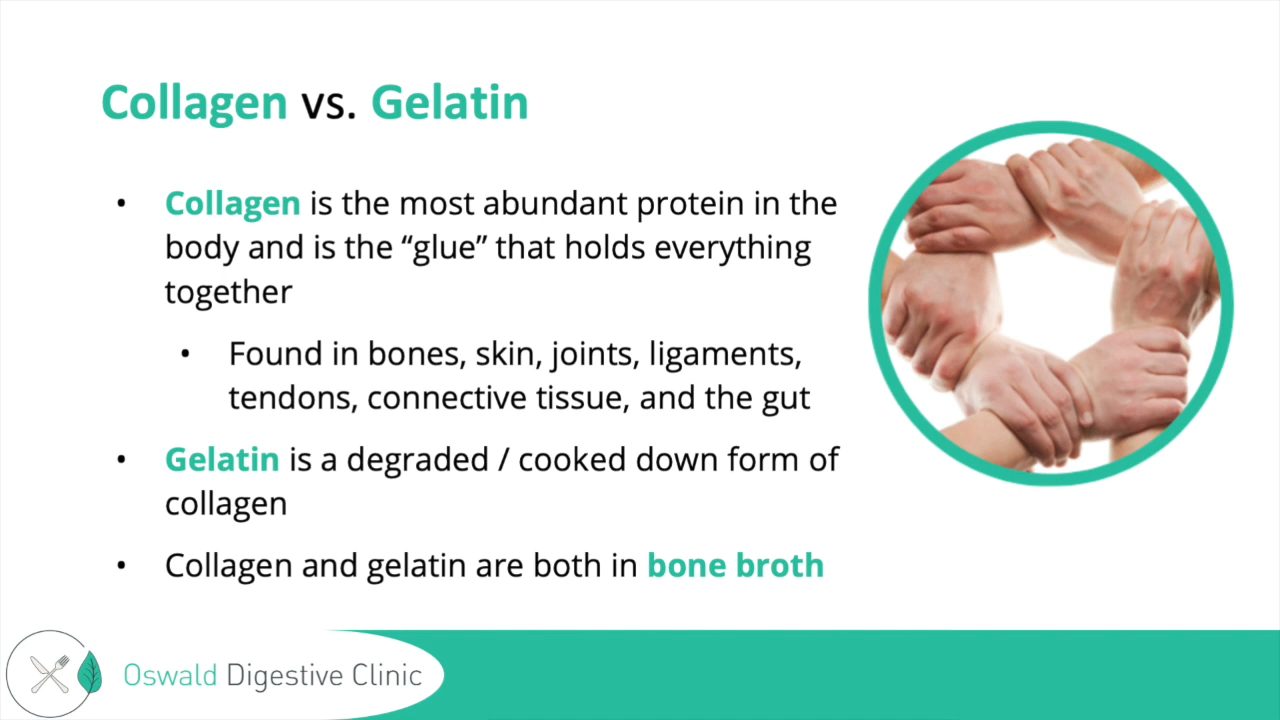 Collagen vs. Gelatin
• Collagen is the most abundant protein in the
body and is the “glue” that holds everything
together
• Found in bones, skin, joints, ligaments,
tendons, connective tissue, and the gut
• Gelatin is a degraded / cooked down form of
collagen
• Collagen and gelatin are both in bone broth
Oswald Digestive Clinic